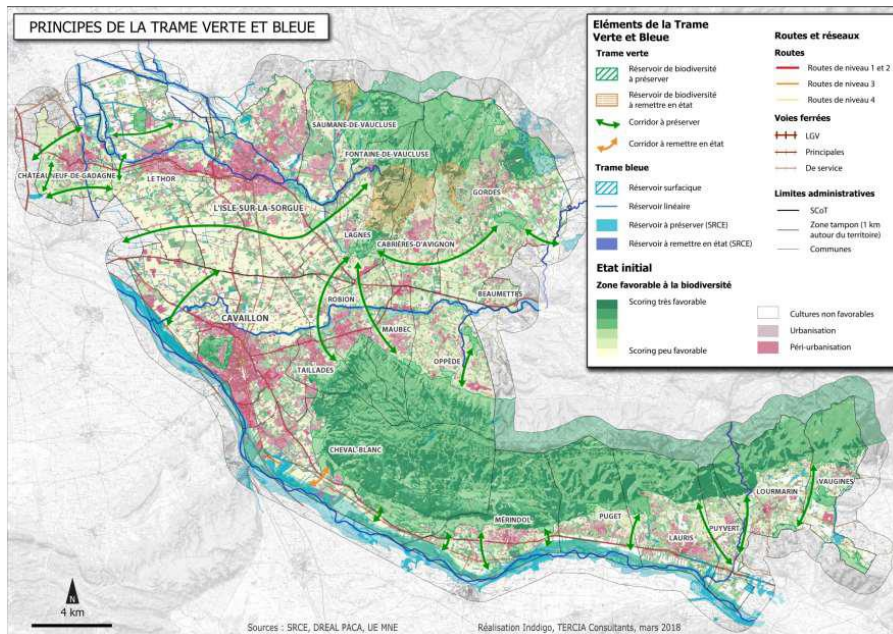 PRINCIPES DE LA TRAME VERTE ET BLEUE
Eléments de la Trame
Verte et Bleue
Trame verte
Réservoir de biodiversité
à préserver
Réservoir de biodiversité
à remettre en état
Corridor à préserver
Corridor à remettre en état
Trame bleue
Réservoir surfacique
Réservoir linéaire
Réservoir à préserver (SRCE)
Réservoir à remettre en état (SRCE)
Etat initial
Zone favorable à la biodiversité
Scoring très favorable
Scoring peu favorable
Routes et réseaux
Routes
Routes de niveau 1 et 2
Routes de niveau 3
Routes de niveau 4
Voies ferrées
LGV
Principales
De service
Limites administratives
SCoT
Zone tampon (1 km
autour du territoire)
Communes
Cultures non favorables
Urbanisation
Péri-urbanisation
SAUMANE-DE-VAUCLUSE
FONTAINE-DE-VAUCLUSE
CHÂTEAUNEUF-DE-GADAGNE
LE THOR
GORDES
L'ISLE-SUR-LA-SORGUE
LAGNES
CABRIÈRES-D'AVIGNON
BEAUMETTES
ROBION
CAVAILLON
MAUBEC
OPPÈDE
TAILLADES
CHEVAL-BLANC
MÉRINDOL
PUGET
LAURIS
PUYVERT
LOURMARIN
VAUGINES
N
4 km
Sources : SRCE, DREAL PACA, UE MNE
Réalisation Inddigo, TERCIA Consultants, mars 2018